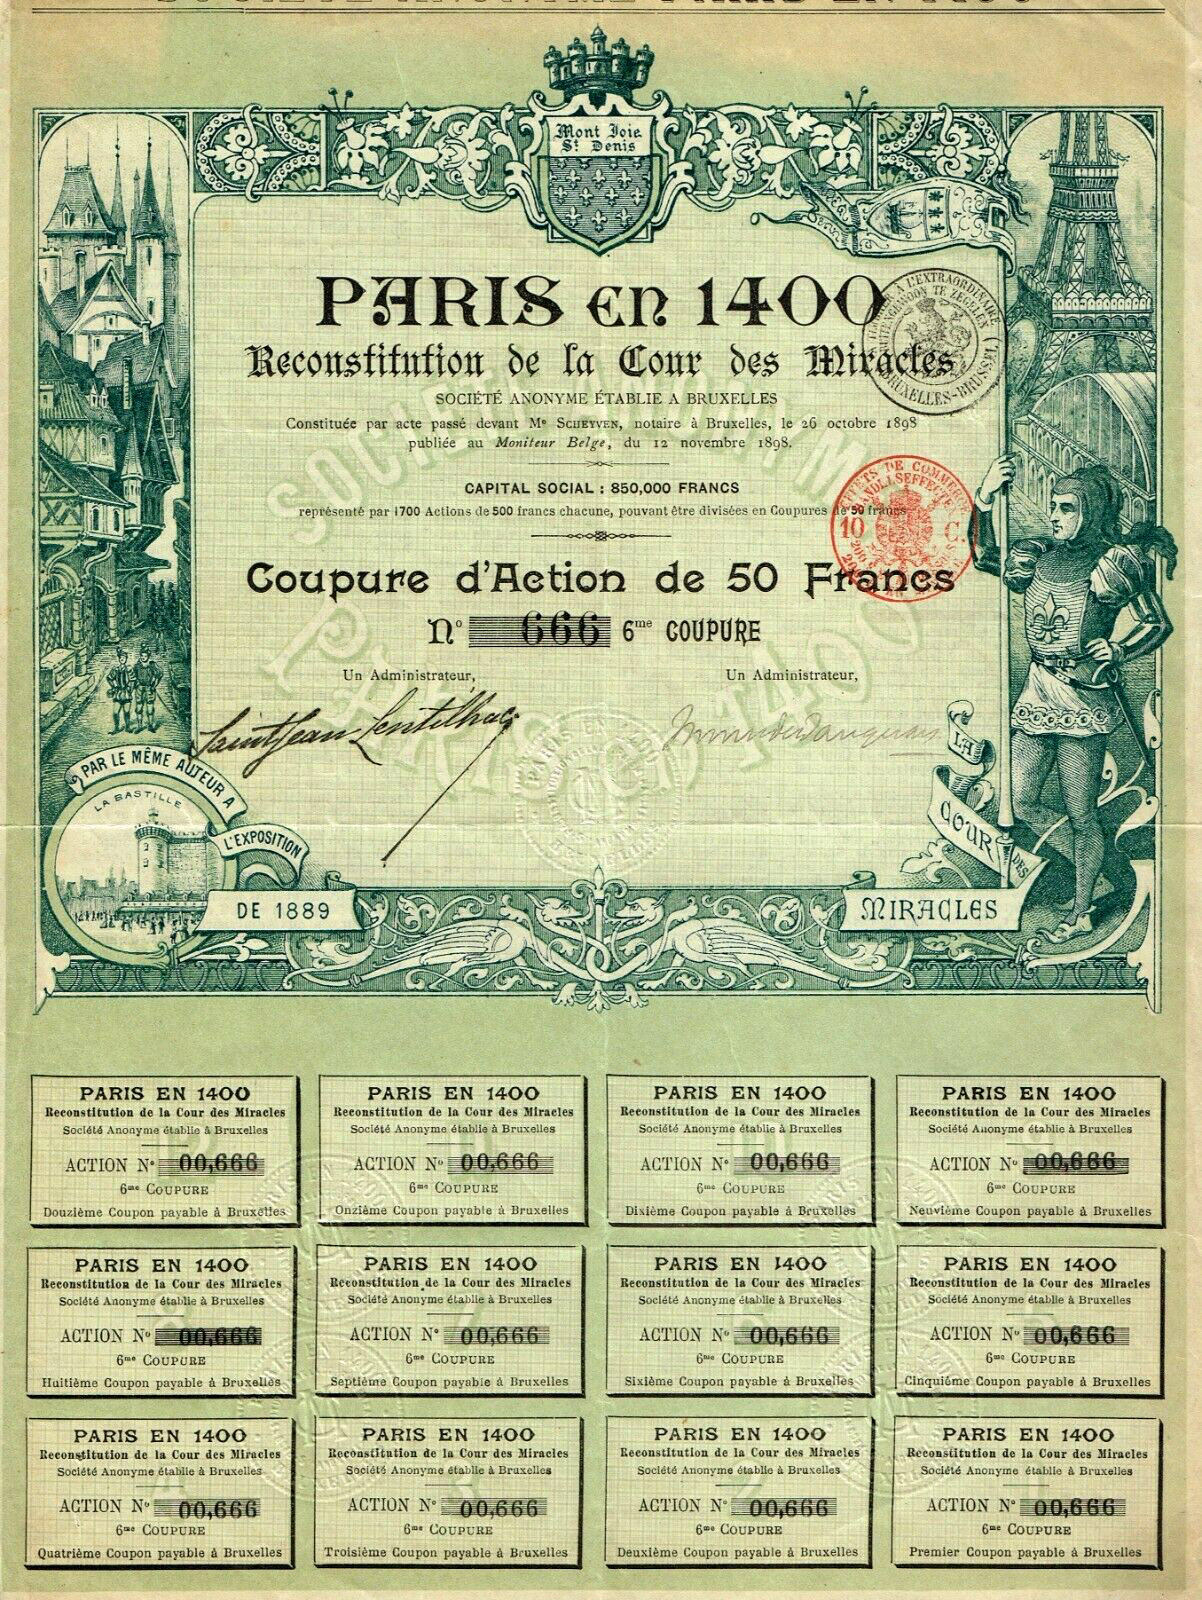 Mont Joie
St Denis
PARIS EN 1400
Reconstitution de la Cour des Miracles
SOCIÉTÉ ANONYME ÉTABLIE A BRUXELLES
Constituée par acte passé devant Me SCHEYVEN, notaire à Bruxelles, le 26 octobre 1898
publiée au Moniteur Belge, du 12 novembre 1898.
CAPITAL SOCIAL : 850,000 FRANCS
représenté par 1700 Actions de 500 francs chacune, pouvant être divisées en Coupures de 50 francs
10 C.
Coupure d'Action de 50 Francs
No 666 6me COUPURE
Un Administrateur,
Un Administrateur,
SOCIÉTÉ ANONYME
PARIS EN 1400
PAR LE MÊME AUTEUR A
L'EXPOSITION
DE 1889
LA BASTILLE
LA
COUR
DES
MIRACLES
PARIS EN 1400
Reconstitution de la Cour des Miracles
Société Anonyme établie à Bruxelles
ACTION No 00,666
6me COUPURE
Douzième Coupon payable à Bruxelles
PARIS EN 1400
Reconstitution de la Cour des Miracles
Société Anonyme établie à Bruxelles
ACTION No 00,666
6me COUPURE
Onzième Coupon payable à Bruxelles
PARIS EN 1400
Reconstitution de la Cour des Miracles
Société Anonyme établie à Bruxelles
ACTION No 00,666
6me COUPURE
Dixième Coupon payable à Bruxelles
PARIS EN 1400
Reconstitution de la Cour des Miracles
Société Anonyme établie à Bruxelles
ACTION No 00,666
6me COUPURE
Neuvième Coupon payable à Bruxelles
PARIS EN 1400
Reconstitution de la Cour des Miracles
Société Anonyme établie à Bruxelles
ACTION No 00,666
6me COUPURE
Huitième Coupon payable à Bruxelles
PARIS EN 1400
Reconstitution de la Cour des Miracles
Société Anonyme établie à Bruxelles
ACTION No 00,666
6me COUPURE
Septième Coupon payable à Bruxelles
PARIS EN 1400
Reconstitution de la Cour des Miracles
Société Anonyme établie à Bruxelles
ACTION No 00,666
6me COUPURE
Sixième Coupon payable à Bruxelles
PARIS EN 1400
Reconstitution de la Cour des Miracles
Société Anonyme établie à Bruxelles
ACTION No 00,666
6me COUPURE
Cinquième Coupon payable à Bruxelles
PARIS EN 1400
Reconstitution de la Cour des Miracles
Société Anonyme établie à Bruxelles
ACTION No 00,666
6me COUPURE
Quatrième Coupon payable à Bruxelles
PARIS EN 1400
Reconstitution de la Cour des Miracles
Société Anonyme établie à Bruxelles
ACTION No 00,666
6me COUPURE
Troisième Coupon payable à Bruxelles
PARIS EN 1400
Reconstitution de la Cour des Miracles
Société Anonyme établie à Bruxelles
ACTION No 00,666
6me COUPURE
Deuxième Coupon payable à Bruxelles
PARIS EN 1400
Reconstitution de la Cour des Miracles
Société Anonyme établie à Bruxelles
ACTION No 00,666
6me COUPURE
Premier Coupon payable à Bruxelles